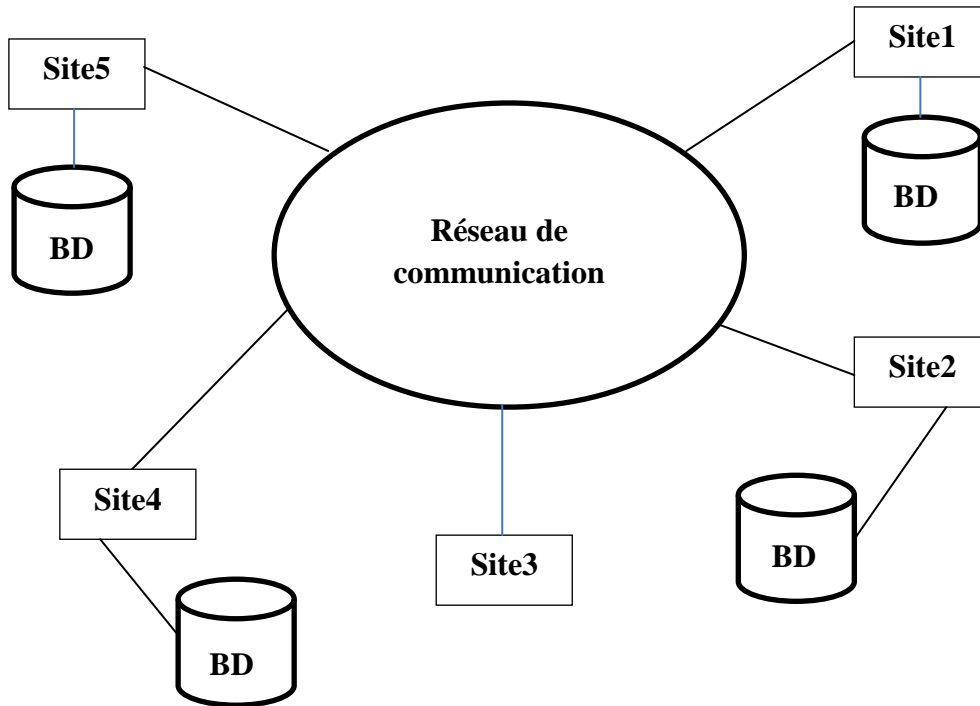 Site5
Site1
BD
BD
Réseau de
communication
Site2
Site4
Site3
BD
BD